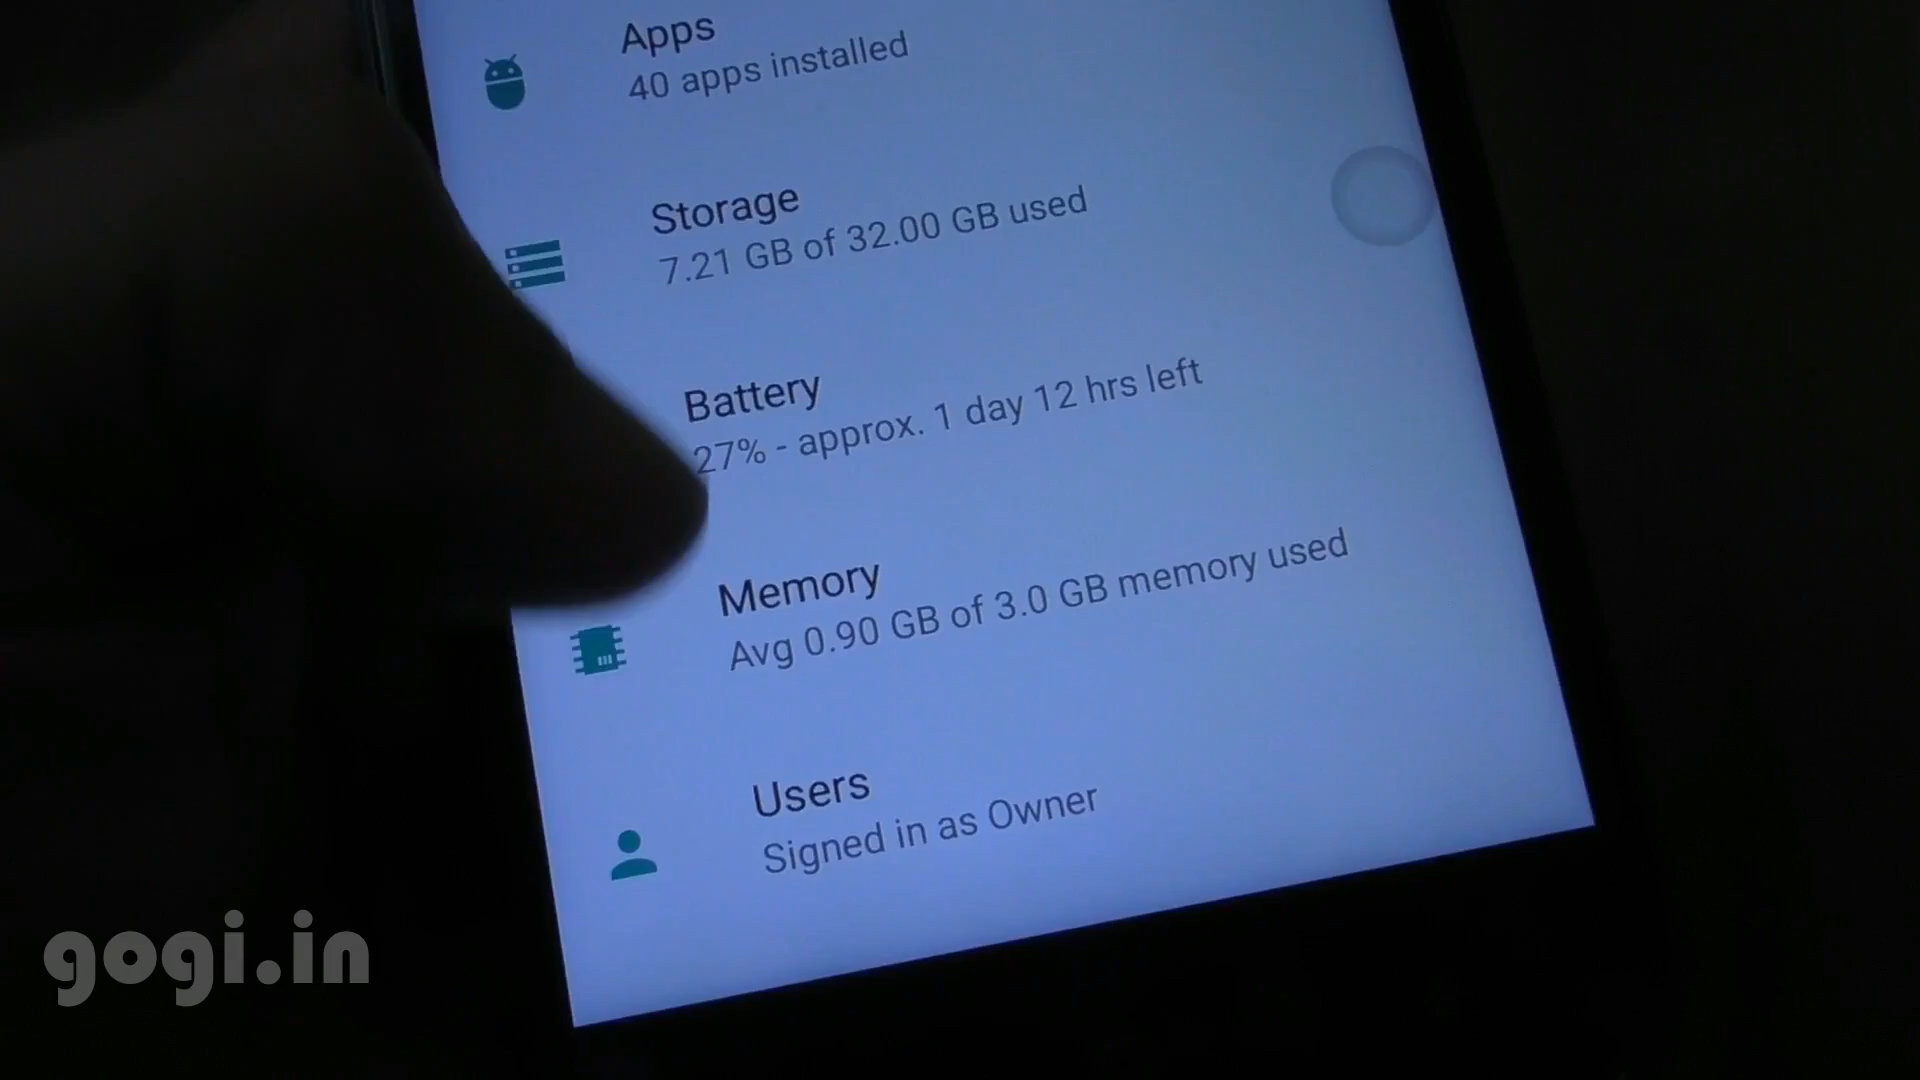 Apps
40 apps installed
Storage
7.21 GB of 32.00 GB used
Battery
27% - approx. 1 day 12 hrs left
Memory
Avg 0.90 GB of 3.0 GB memory used
Users
Signed in as Owner
gogi.in